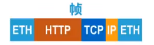 帧
ETH HTTP TCP IP ETH